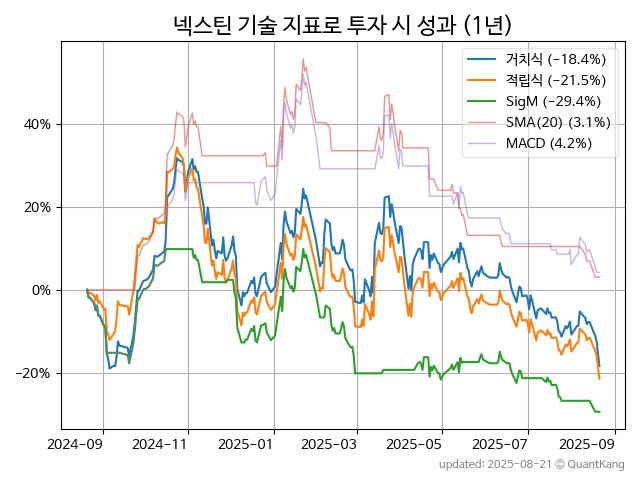 넥스틴 기술 지표로 투자 시 성과 (1년)
거치식 (−18.4%)
적립식 (−21.5%)
SigM (−29.4%)
SMA(20) (3.1%)
MACD (4.2%)
40%
20%
0%
−20%
2024-09
2024-11
2025-01
2025-03
2025-05
2025-07
2025-09
updated: 2025-08-21 © QuantKang